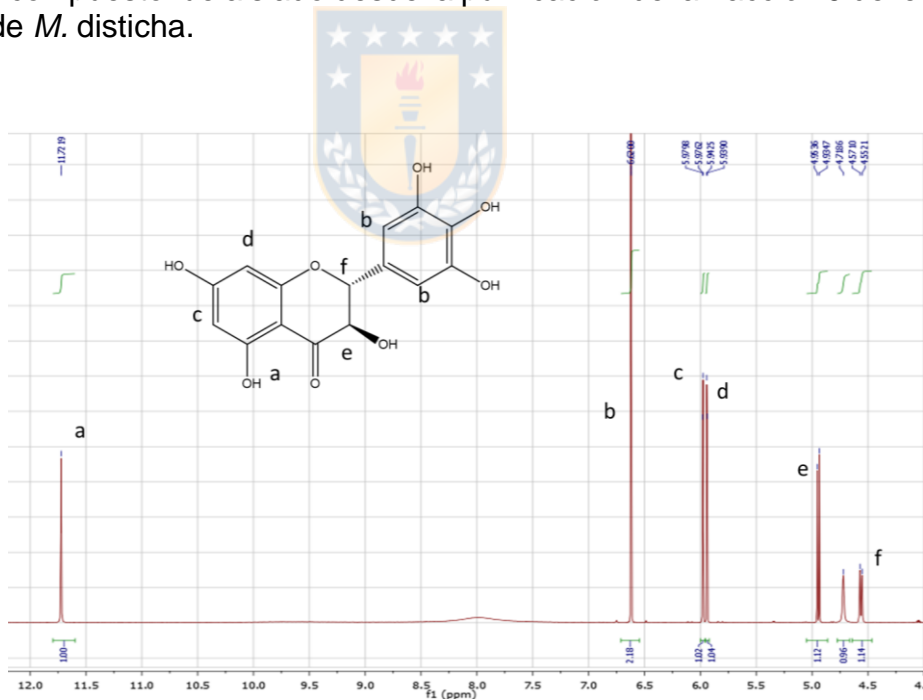 de M. disticha.
11.7219
6.6200
5.9798
5.9762
5.9425
5.9390
4.9536
4.9347
4.7186
4.5710
4.5521
OH
b
OH
d
HO
O
f
OH
b
c
e
OH
a
OH
O
a
b
c
d
e
f
1.00
2.18
1.02
1.04
1.12
0.96
1.14
12.0 11.5 11.0 10.5 10.0 9.5 9.0 8.5 8.0 7.5 7.0 6.5 6.0 5.5 5.0 4.5
f1 (ppm)